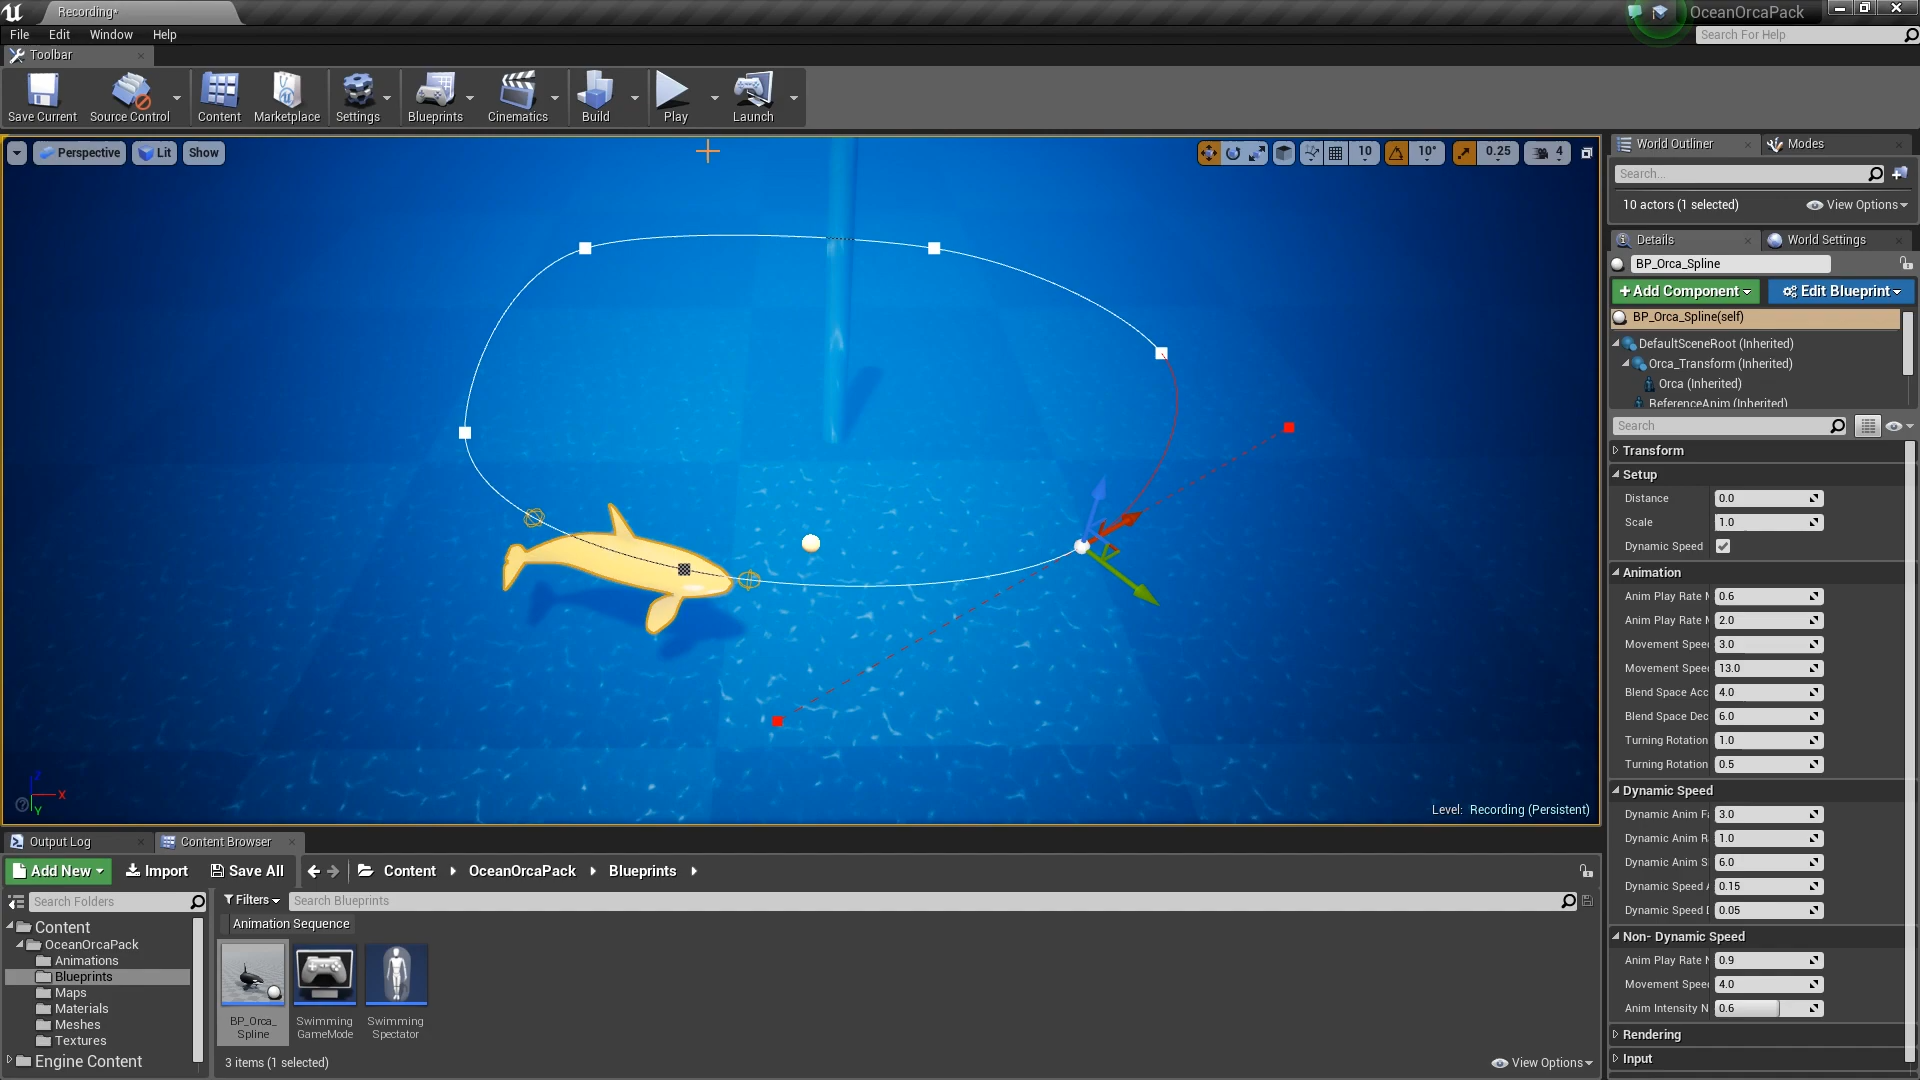 Recording*
OceanOrcaPack
File Edit Window Help
Search For Help
Toolbar
Save Current Source Control Content Marketplace Settings Blueprints Cinematics Build Play Launch
Perspective Lit Show
10 10° 0.25 4
Level: Recording (Persistent)
Z
X
Y
World Outliner Modes
Search...
10 actors (1 selected) View Options
Details World Settings
BP_Orca_Spline
+Add Component Edit Blueprint
BP_Orca_Spline(self)
DefaultSceneRoot (Inherited)
Orca_Transform (Inherited)
Orca (Inherited)
ReferenceAnim (Inherited)
Search
Transform
Setup
Distance 0.0
Scale 1.0
Dynamic Speed
Animation
Anim Play Rate M 0.6
Anim Play Rate M 2.0
Movement Speed 3.0
Movement Speed 13.0
Blend Space Acc 4.0
Blend Space Dec 6.0
Turning Rotation 1.0
Turning Rotation 0.5
Dynamic Speed
Dynamic Anim Fa 3.0
Dynamic Anim R 1.0
Dynamic Anim S 6.0
Dynamic Speed A 0.15
Dynamic Speed D 0.05
Non- Dynamic Speed
Anim Play Rate N 0.9
Movement Speed 4.0
Anim Intensity N 0.6
Rendering
Input
Output Log Content Browser
Add New Import Save All Content OceanOrcaPack Blueprints
Search Folders
Filters Search Blueprints
Animation Sequence
Content
OceanOrcaPack
Animations
Blueprints
Maps
Materials
Meshes
Textures
Engine Content
BP_Orca_
Spline
Swimming
GameMode
Swimming
Spectator
3 items (1 selected) View Options